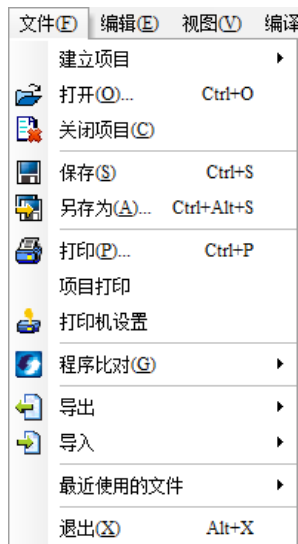 文件(F) 编辑(E) 视图(V) 编译
建立项目
打开(O)... Ctrl+O
关闭项目(C)
保存(S) Ctrl+S
另存为(A)... Ctrl+Alt+S
打印(P)... Ctrl+P
项目打印
打印机设置
程序比对(G)
导出
导入
最近使用的文件
退出(X) Alt+X